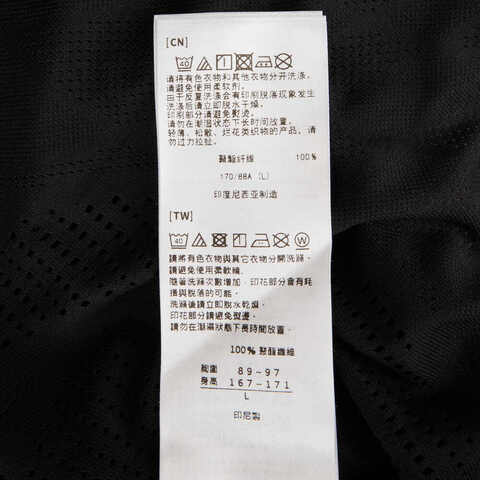 [CN]
40
请将有色衣物和其他衣物分开洗涤。
请避免使用柔软剂。
由于反复洗涤会有印刷脱落现象发生
洗涤后请立即脱水干燥。
印刷部分请避免熨烫。
请勿在潮湿状态下长时间放置。
轻薄、松散、烂花类织物的产品，请勿
过力拉扯。
聚酯纤维 100%
170/88A (L)
印度尼西亚制造
[TW]
40 W
請將有色衣物與其它衣物分開洗滌。
請避免使用柔軟精。
隨著洗滌次數增加，印花部分會有耗
損與脫落的可能。
洗滌後請立即脫水乾燥。
印花部分請避免熨燙。
請勿在潮濕狀態下長時間放置。
100% 聚酯纖維
胸圍 89-97
身高 167-171
L
印尼製